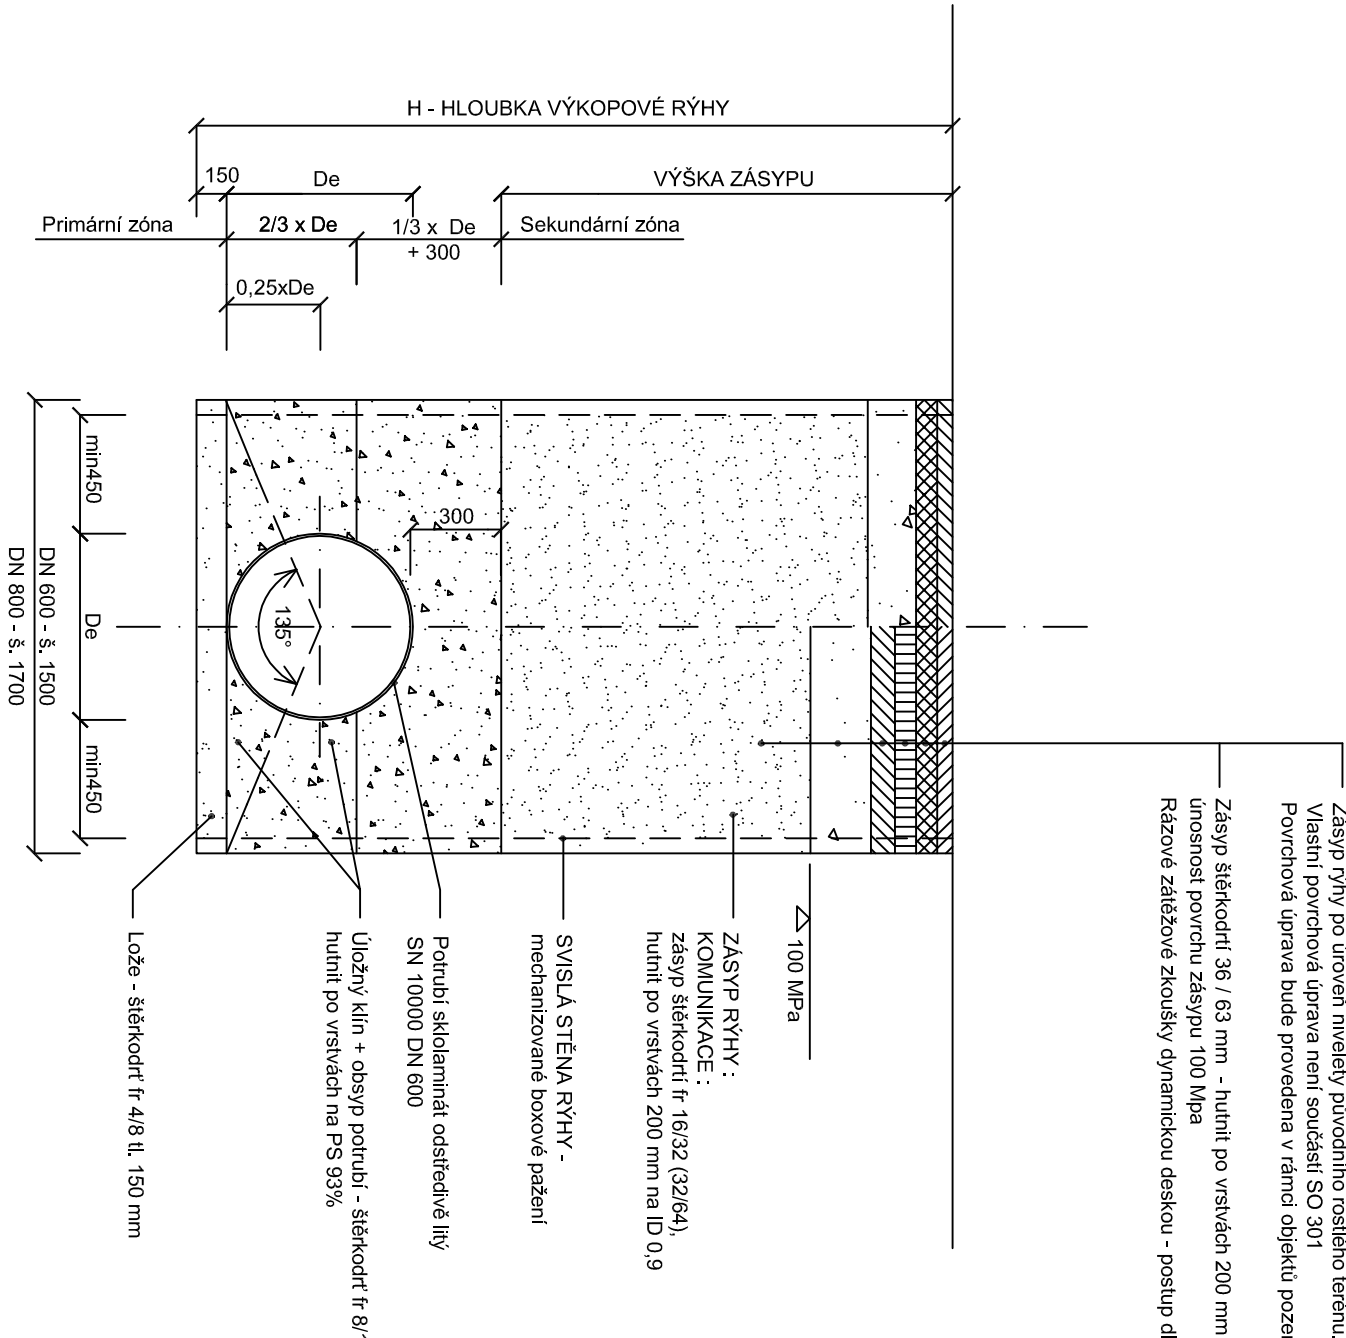 H - HLOUBKA VÝKOPOVÉ RÝHY
150
De
VÝŠKA ZÁSYPU
Primární zóna
2/3 x De
1/3 x De
+ 300
Sekundární zóna
0,25xDe
300
135°
min450
De
min450
DN 600 - š. 1500
DN 800 - š. 1700
Zásyp rýhy po úroveň nivelety původního rostlého terénu.
Vlastní povrchová úprava není součástí SO 301
Povrchová úprava bude provedena v rámci objektů
Zásyp štěrkodrtí 36 / 63 mm - hutnit po vrstvách 200 mm
únosnost povrchu zásypu 100 Mpa
Rázové zátěžové zkoušky dynamickou deskou - postup
100 MPa
ZÁSYP RÝHY :
KOMUNIKACE :
zásyp štěrkodrtí fr 16/32 (32/64),
hutnit po vrstvách 200 mm na ID 0,9
SVISLÁ STĚNA RÝHY -
mechanizované boxové pažení
Potrubí sklolaminát odstředivě litý
SN 10000 DN 600
Úložný klín + obsyp potrubí - štěrkodrť fr 8/
hutnit po vrstvách na PS 93%
Lože - štěrkodrť fr 4/8 tl. 150 mm